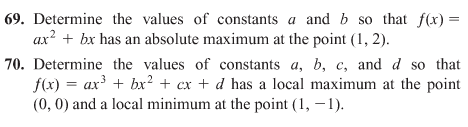 69. Determine the values of constants a and b so that f(x) =
ax² + bx has an absolute maximum at the point (1, 2).
70. Determine the values of constants a, b, c, and d so that
f(x) = ax³ + bx² + cx + d has a local maximum at the point
(0, 0) and a local minimum at the point (1, −1).